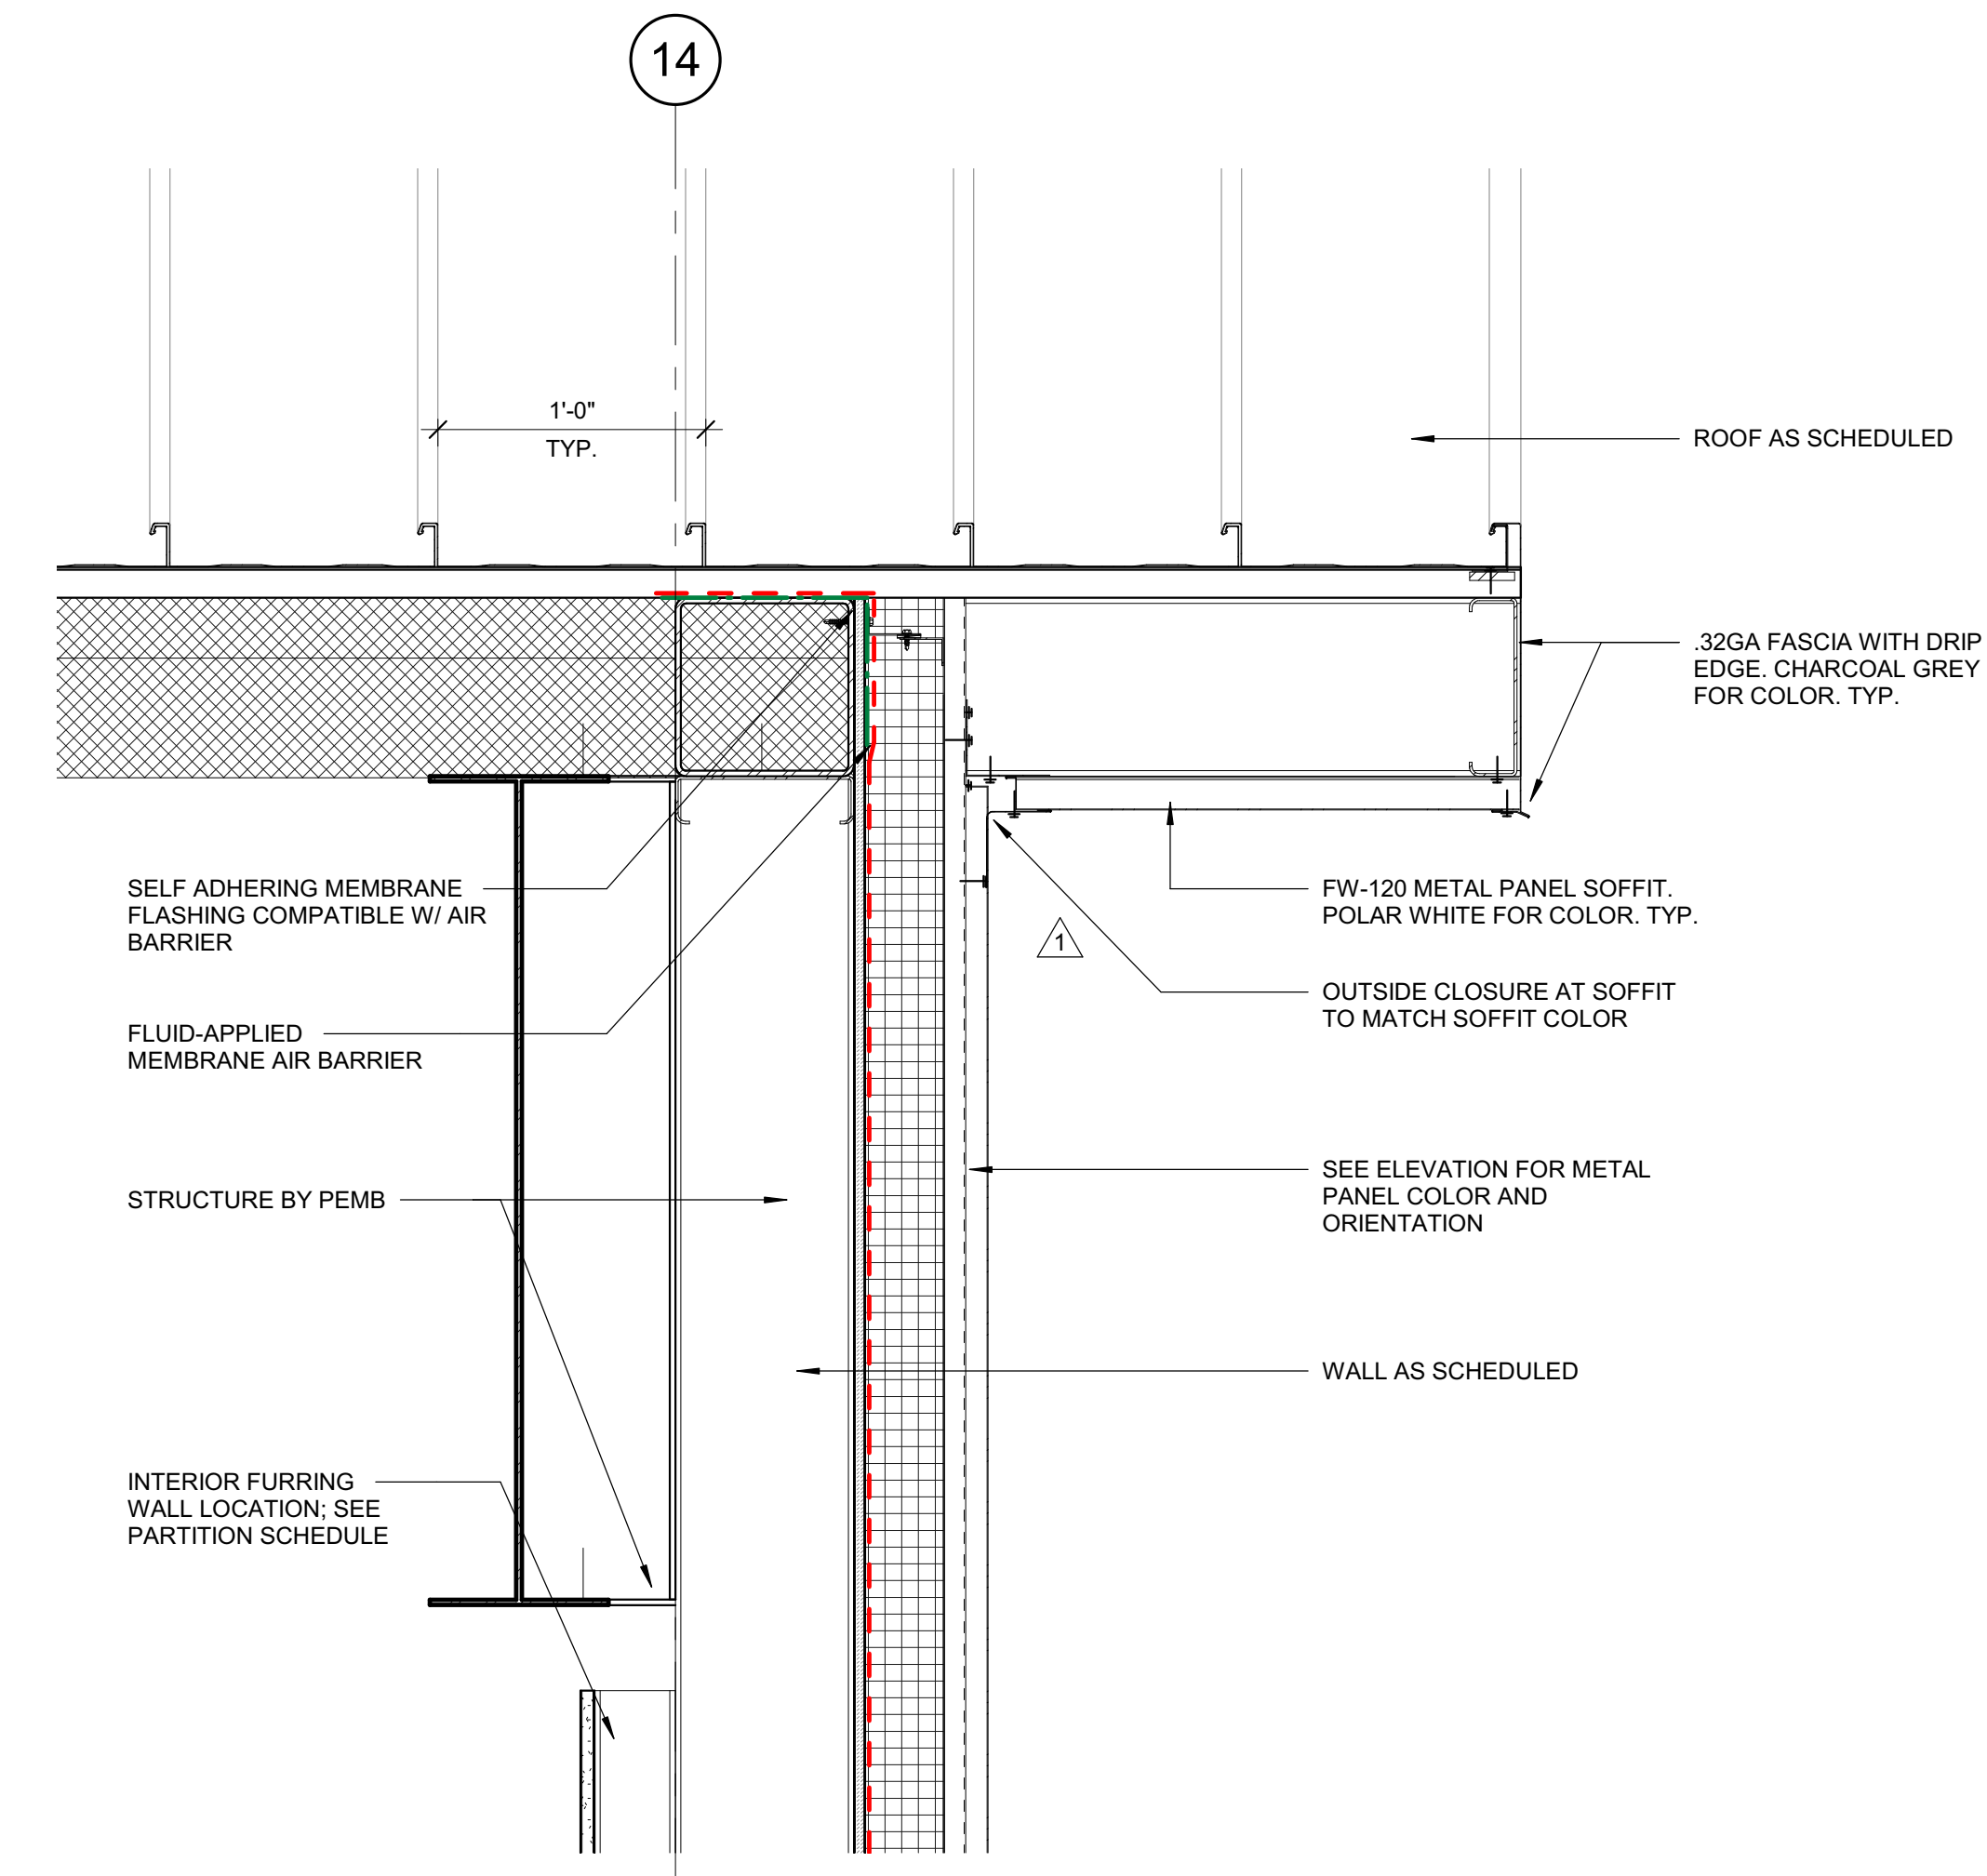 14
1'-0"
TYP.
ROOF AS SCHEDULED
.32GA FASCIA WITH DRIP
EDGE. CHARCOAL GREY
FOR COLOR. TYP.
SELF ADHERING MEMBRANE
FLASHING COMPATIBLE W/ AIR
BARRIER
FW-120 METAL PANEL SOFFIT.
POLAR WHITE FOR COLOR. TYP.
1
OUTSIDE CLOSURE AT SOFFIT
TO MATCH SOFFIT COLOR
FLUID-APPLIED
MEMBRANE AIR BARRIER
STRUCTURE BY PEMB
SEE ELEVATION FOR METAL
PANEL COLOR AND
ORIENTATION
WALL AS SCHEDULED
INTERIOR FURRING
WALL LOCATION; SEE
PARTITION SCHEDULE